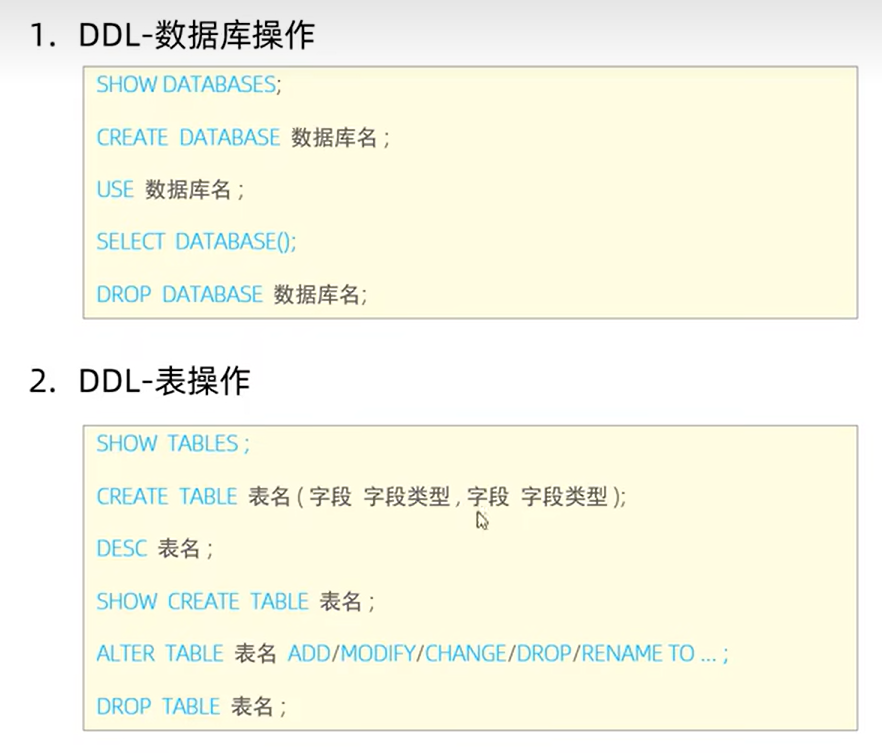 1. DDL-数据库操作
SHOW DATABASES;
CREATE DATABASE 数据库名 ;
USE 数据库名 ;
SELECT DATABASE();
DROP DATABASE 数据库名;
2. DDL-表操作
SHOW TABLES ;
CREATE TABLE 表名 ( 字段 字段类型 , 字段 字段类型 );
DESC 表名 ;
SHOW CREATE TABLE 表名 ;
ALTER TABLE 表名 ADD/MODIFY/CHANGE/DROP/RENAME TO ... ;
DROP TABLE 表名 ;